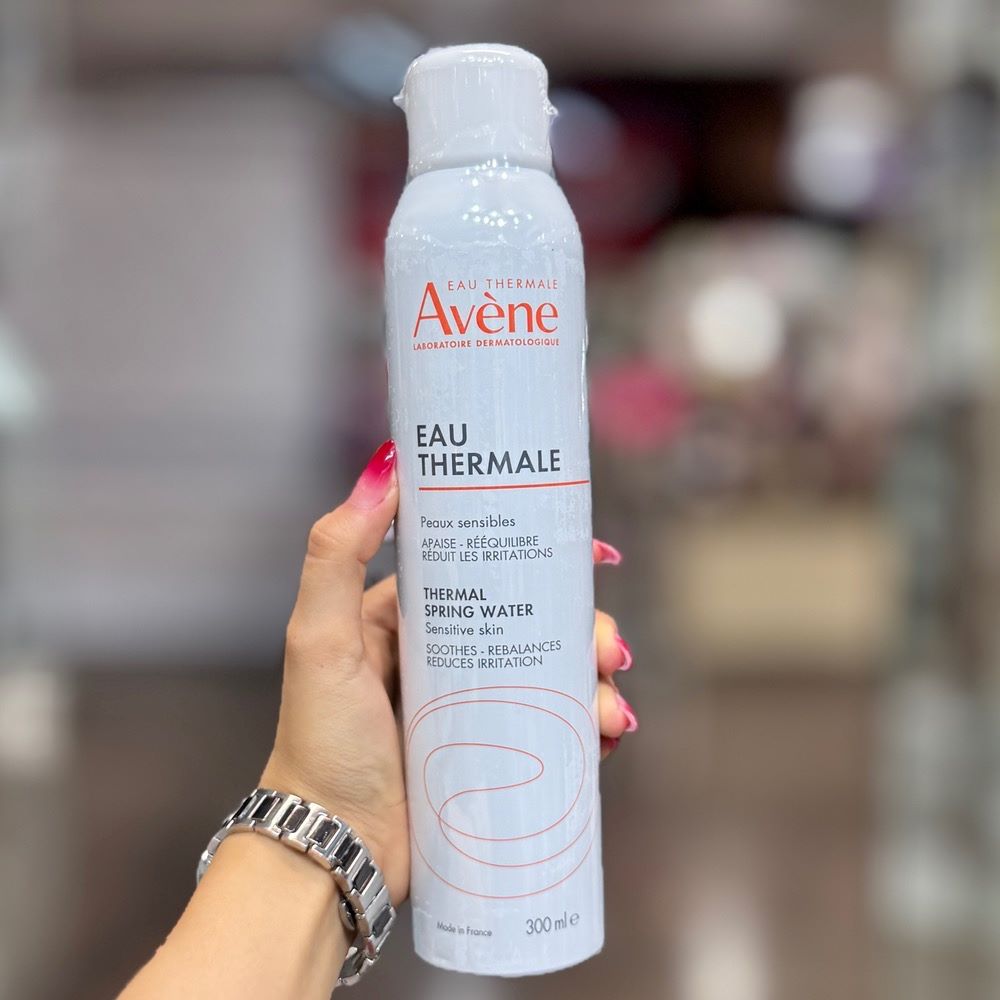 EAU THERMALE
Avène
LABORATOIRE DERMATOLOGIQUE
EAU
THERMALE
Peaux sensibles
APAISE - RÉÉQUILIBRE
RÉDUIT LES IRRITATIONS
THERMAL
SPRING WATER
Sensitive skin
SOOTHES - REBALANCES
REDUCES IRRITATION
Made in France
300 ml ℮